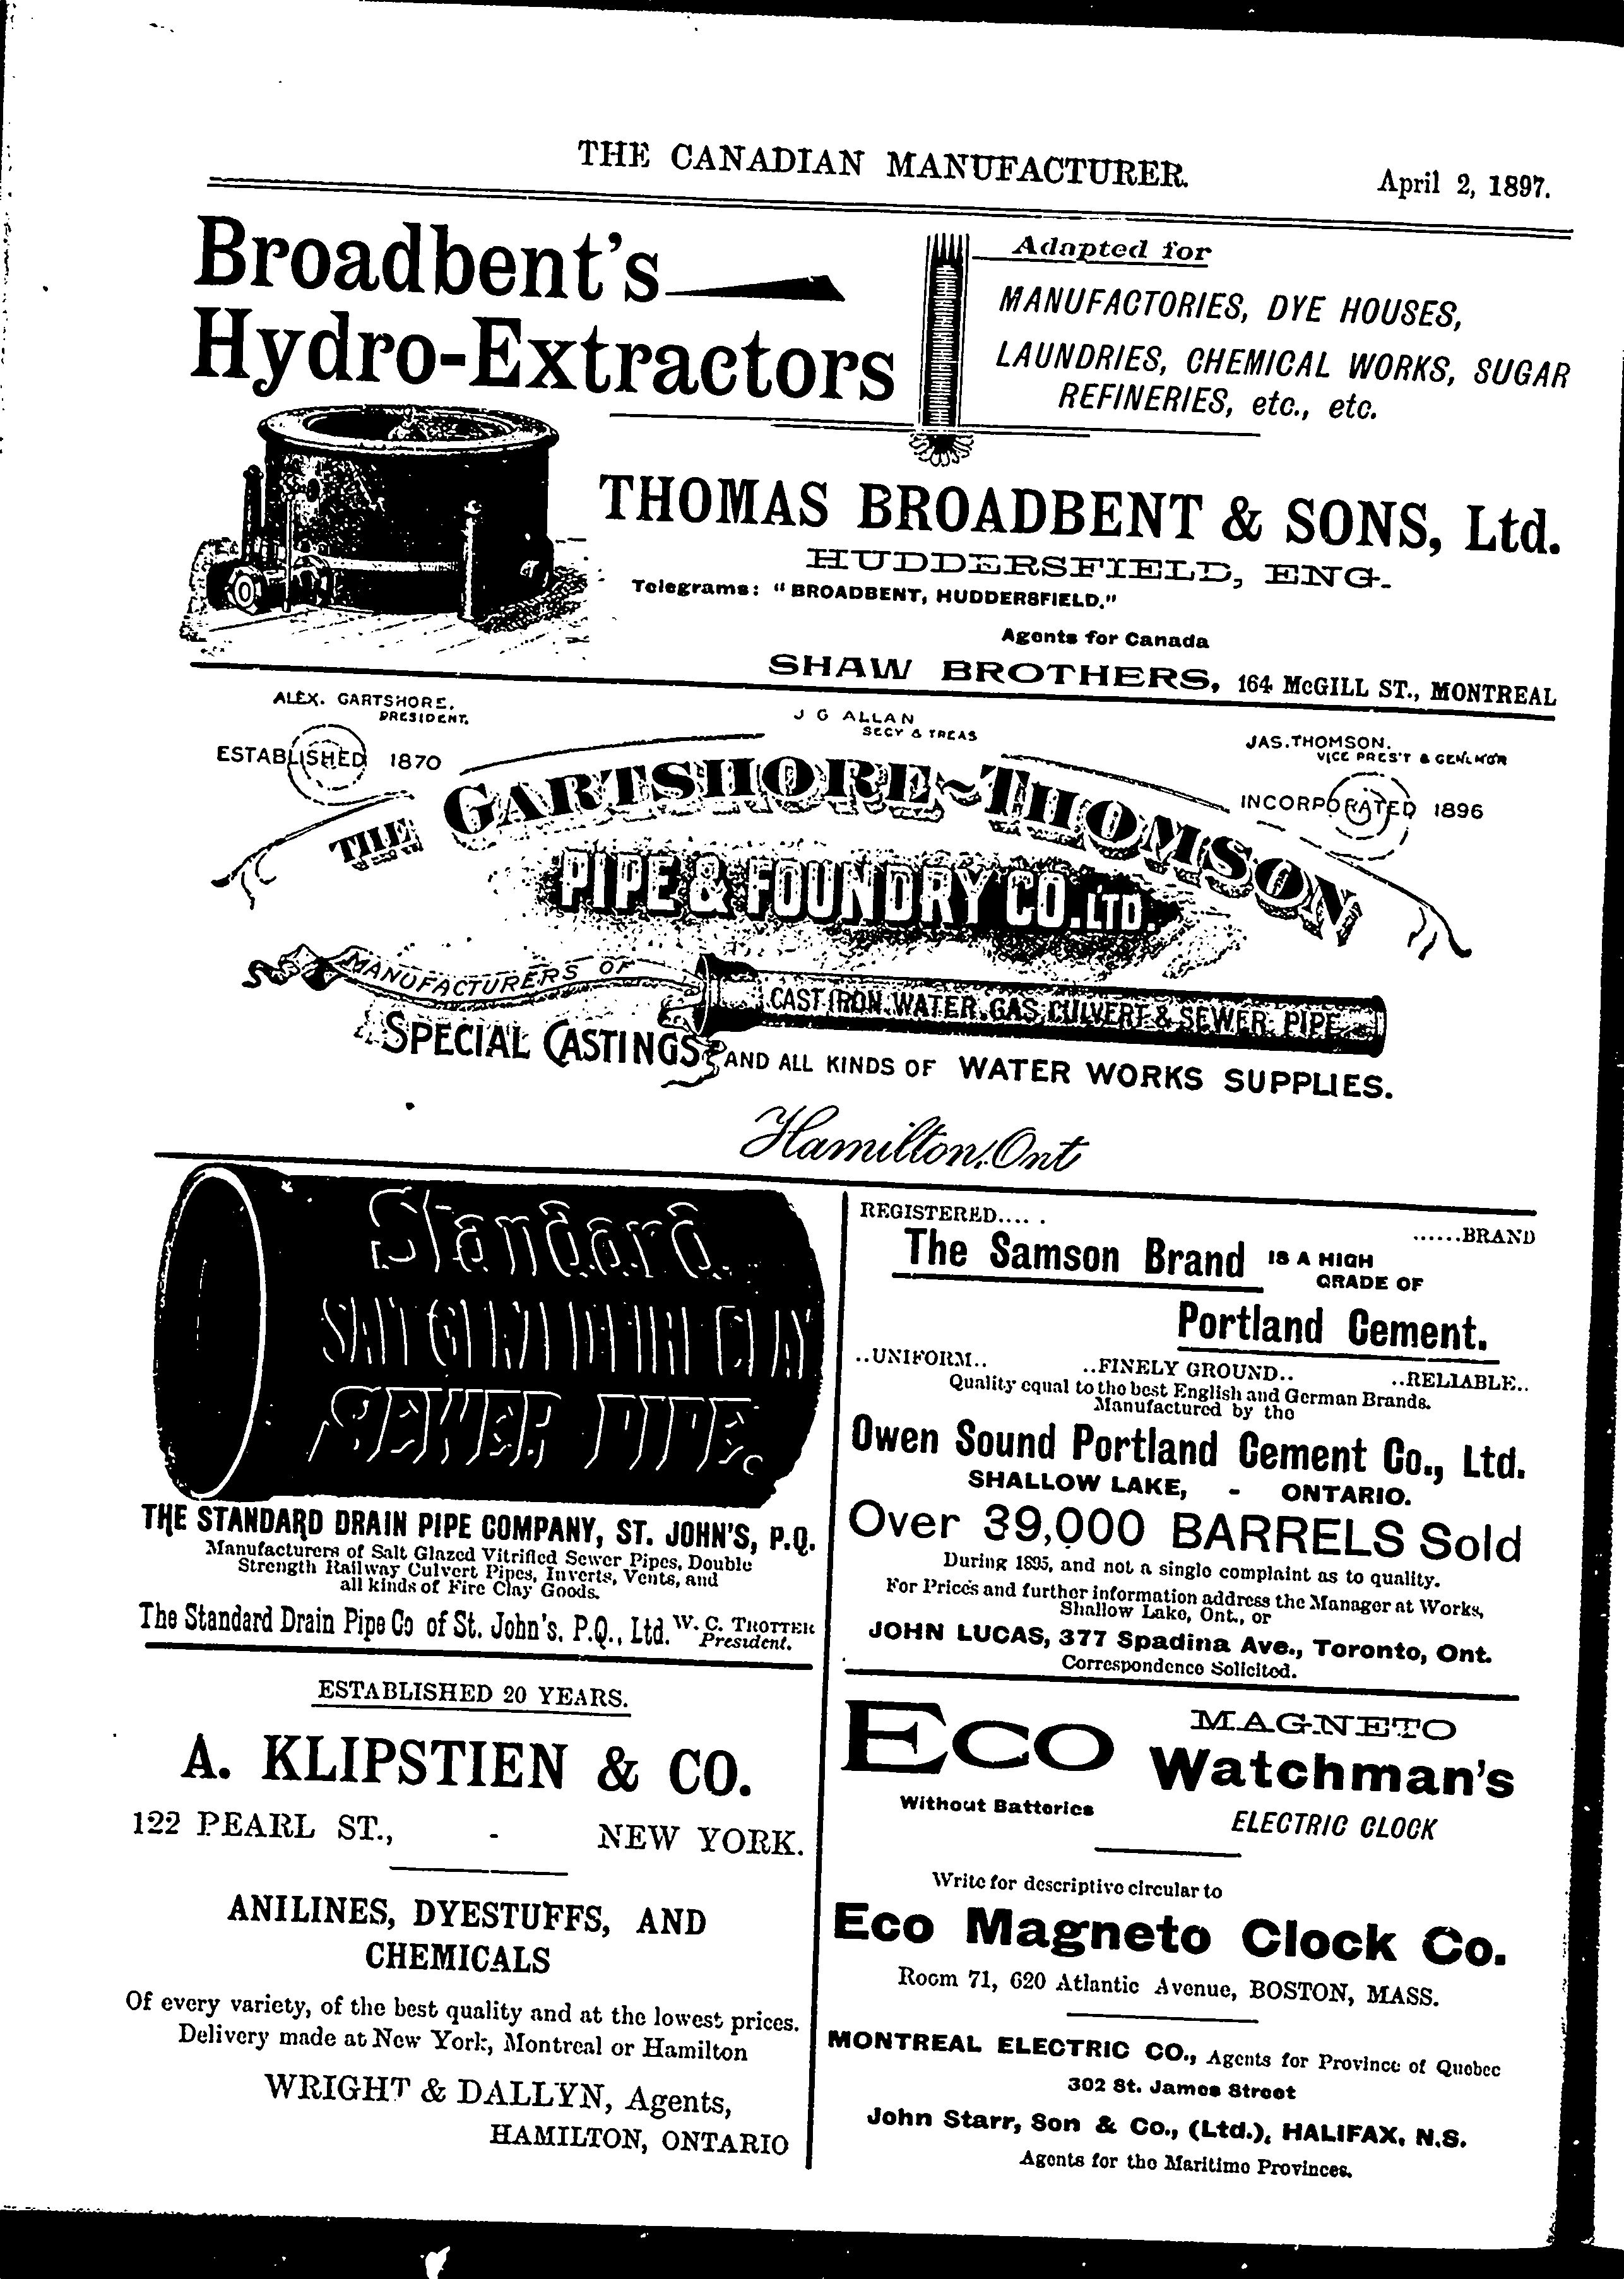 THE CANADIAN MANUFACTURER.
April 2, 1897.
Broadbent's
Hydro-Extractors
Adapted for
MANUFACTORIES, DYE HOUSES,
LAUNDRIES, CHEMICAL WORKS, SUGAR
REFINERIES, etc., etc.
THOMAS BROADBENT & SONS, Ltd.
HUDDERSFIELD, ENG.
Telegrams: "BROADBENT, HUDDERSFIELD."
Agents for Canada
SHAW BROTHERS, 164 McGILL ST., MONTREAL
ALEX. GARTSHORE,
PRESIDENT.
J G ALLAN
SECY & TREAS
JAS. THOMSON.
VICE PRES'T & GENL MG'R
ESTABLISHED 1870
INCORPORATED 1896
THE GARTSHORE-THOMSON
PIPE & FOUNDRY CO. LTD.
MANUFACTURERS OF
CAST IRON WATER, GAS, CULVERT & SEWER PIPE
SPECIAL CASTINGS AND ALL KINDS OF WATER WORKS SUPPLIES.
Hamilton, Ont
Standard
SALT GLAZED FIRE CLAY
SEWER PIPE.
THE STANDARD DRAIN PIPE COMPANY, ST. JOHN'S, P.Q.
Manufacturers of Salt Glazed Vitrified Sewer Pipes, Double
Strength Railway Culvert Pipes, Inverts, Vents, and
all kinds of Fire Clay Goods.
The Standard Drain Pipe Co of St. John's, P.Q., Ltd. W. C. TROTTER
President.
ESTABLISHED 20 YEARS.
A. KLIPSTIEN & CO.
122 PEARL ST., - NEW YORK.
ANILINES, DYESTUFFS, AND
CHEMICALS
Of every variety, of the best quality and at the lowest prices.
Delivery made at New York, Montreal or Hamilton
WRIGHT & DALLYN, Agents,
HAMILTON, ONTARIO
REGISTERED.....
......BRAND
The Samson Brand IS A HIGH
GRADE OF
Portland Cement.
..UNIFORM.. ..FINELY GROUND.. ..RELIABLE..
Quality equal to the best English and German Brands.
Manufactured by the
Owen Sound Portland Cement Co., Ltd.
SHALLOW LAKE, - ONTARIO.
Over 39,000 BARRELS Sold
During 1895, and not a single complaint as to quality.
For Prices and further information address the Manager at Works,
Shallow Lake, Ont., or
JOHN LUCAS, 377 Spadina Ave., Toronto, Ont.
Correspondence Solicited.
ECO
Without Batteries
MAGNETO
Watchman's
ELECTRIC CLOCK
Write for descriptive circular to
Eco Magneto Clock Co.
Room 71, 620 Atlantic Avenue, BOSTON, MASS.
MONTREAL ELECTRIC CO., Agents for Province of Quebec
302 St. James Street
John Starr, Son & Co., (Ltd.), HALIFAX, N.S.
Agents for the Maritime Provinces.